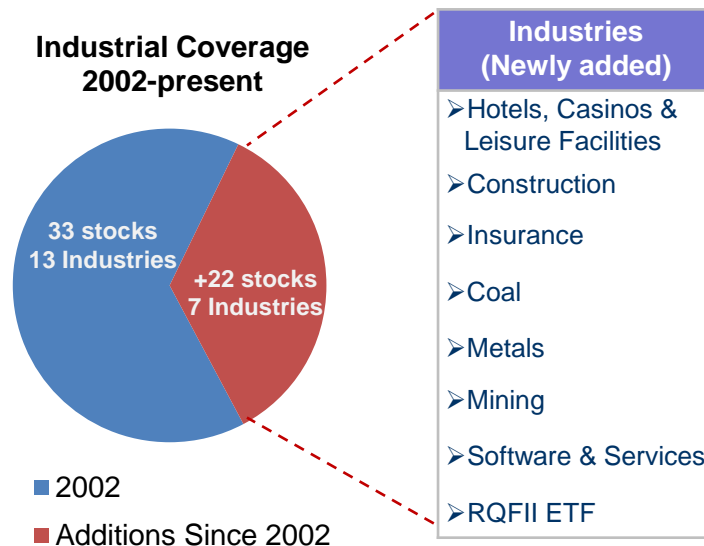 Industrial Coverage
2002-present
33 stocks
13 Industries
+22 stocks
7 Industries
2002
Additions Since 2002
Industries
(Newly added)
➢Hotels, Casinos &
Leisure Facilities
➢Construction
➢Insurance
➢Coal
➢Metals
➢Mining
➢Software & Services
➢RQFII ETF